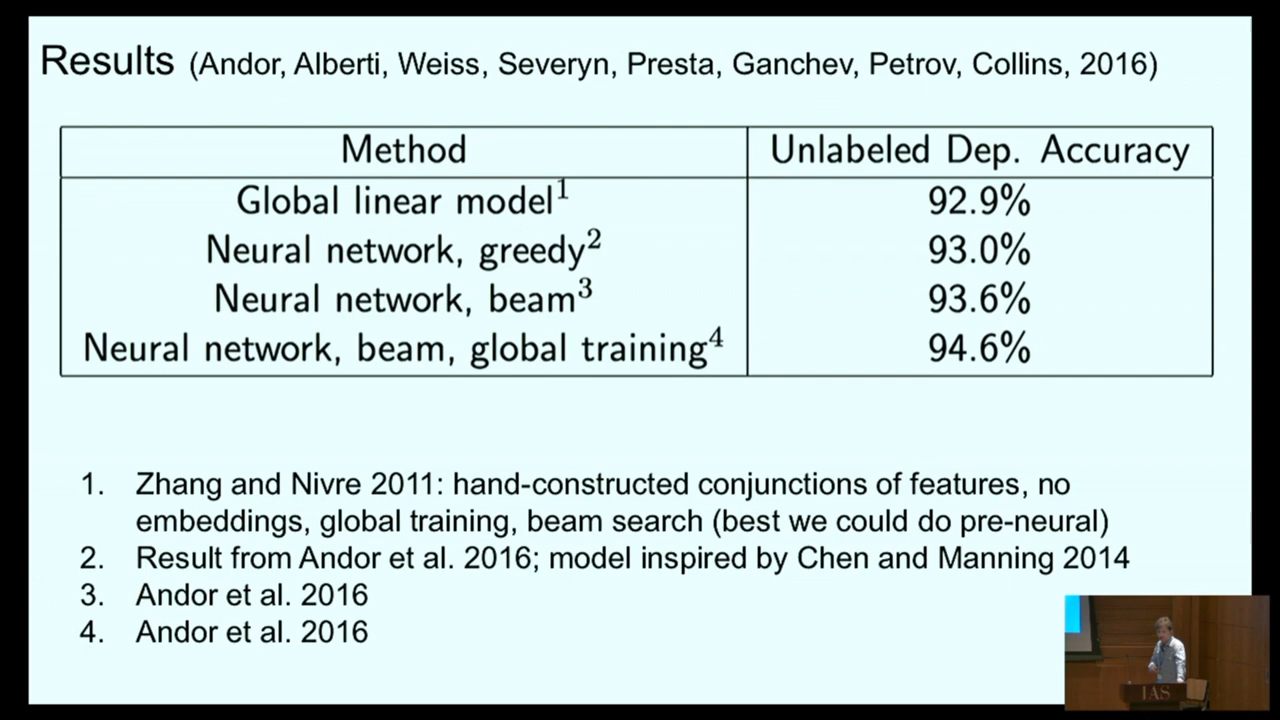 Results (Andor, Alberti, Weiss, Severyn, Presta, Ganchev, Petrov, Collins, 2016)
Method Unlabeled Dep. Accuracy
Global linear model¹ 92.9%
Neural network, greedy² 93.0%
Neural network, beam³ 93.6%
Neural network, beam, global training⁴ 94.6%
1. Zhang and Nivre 2011: hand-constructed conjunctions of features, no
embeddings, global training, beam search (best we could do pre-neural)
2. Result from Andor et al. 2016; model inspired by Chen and Manning 2014
3. Andor et al. 2016
4. Andor et al. 2016
IAS